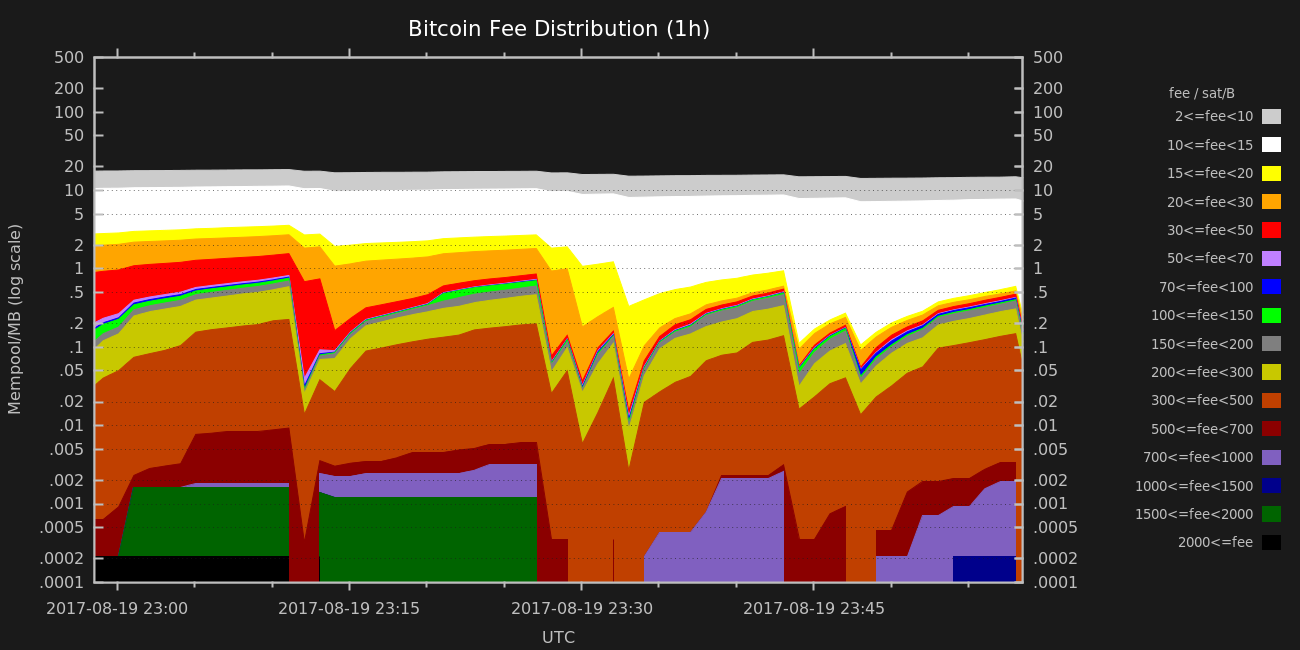 Bitcoin Fee Distribution (1h)
500 500
200 200
100 100
50 50
20 20
10 10
5 5
2 2
1 1
.5 .5
.2 .2
.1 .1
.05 .05
.02 .02
.01 .01
.005 .005
.002 .002
.001 .001
.0005 .0005
.0002 .0002
.0001 .0001
Mempool/MB (log scale)
2017-08-19 23:00 2017-08-19 23:15 2017-08-19 23:30 2017-08-19 23:45
UTC
fee / sat/B
2<=fee<10
10<=fee<15
15<=fee<20
20<=fee<30
30<=fee<50
50<=fee<70
70<=fee<100
100<=fee<150
150<=fee<200
200<=fee<300
300<=fee<500
500<=fee<700
700<=fee<1000
1000<=fee<1500
1500<=fee<2000
2000<=fee